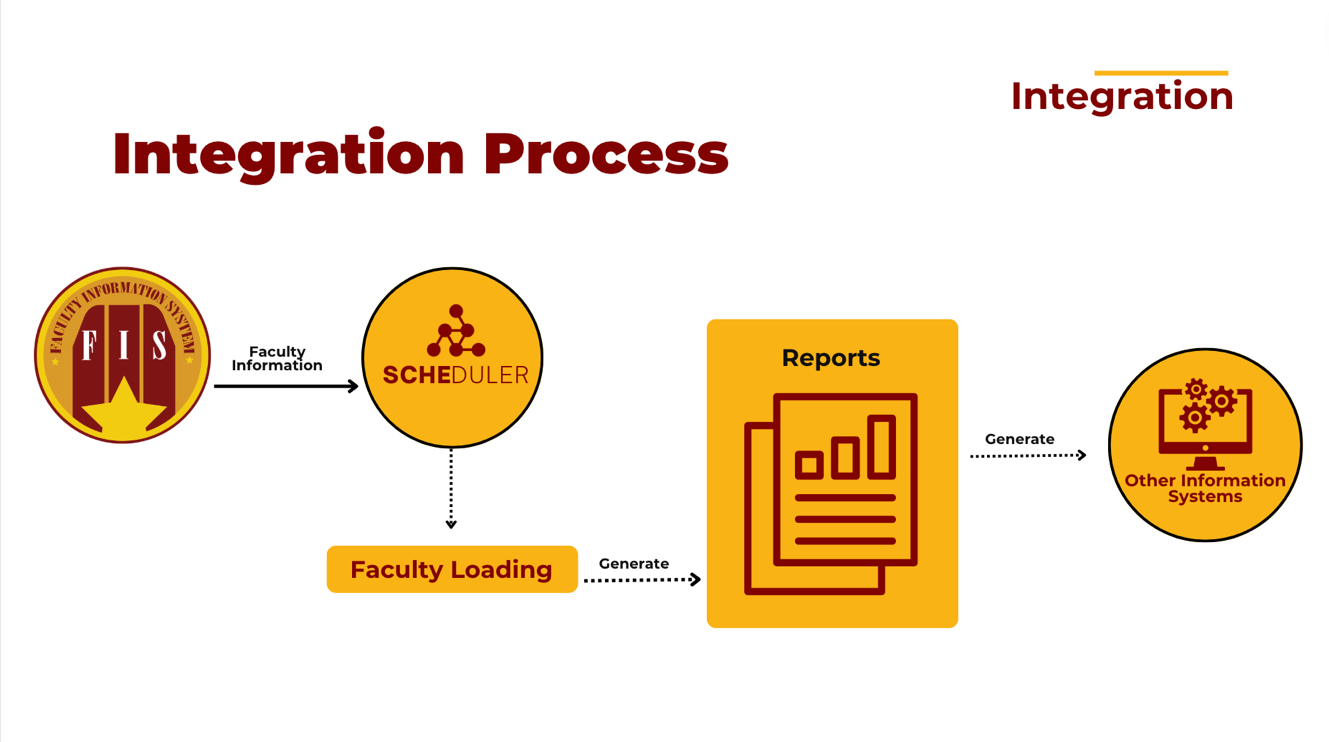 Integration
Integration Process
FACULTY INFORMATION SYSTEM
F I S
Faculty
Information
SCHEDULER
Faculty Loading
Generate
Reports
Generate
Other Information
Systems